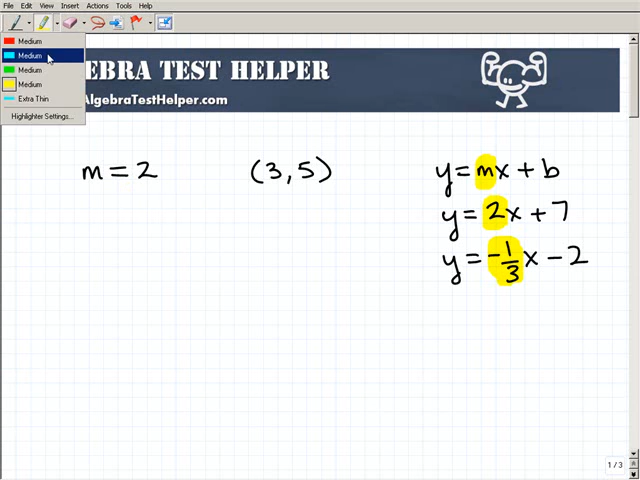 File Edit View Insert Actions Tools Help
Medium
Medium
Medium
Medium
Extra Thin
Highlighter Settings...
EBRA TEST HELPER
AlgebraTestHelper.com
m = 2 (3, 5) y = mx + b
y = 2x + 7
y = -1/3 x - 2
1 / 3